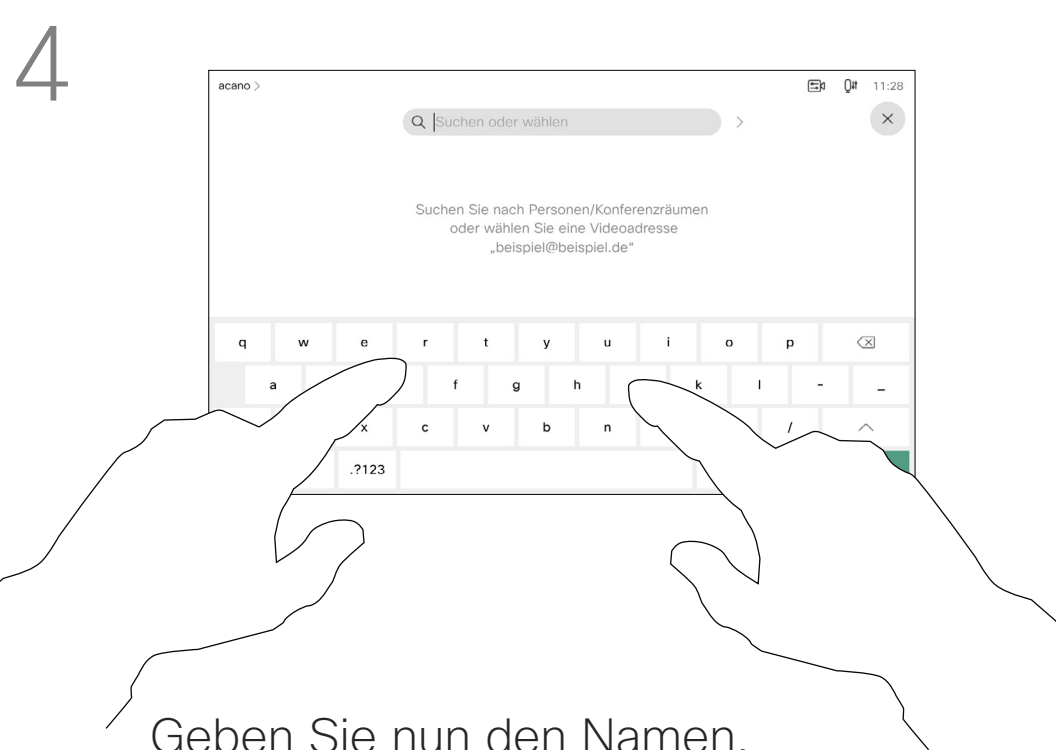 4
acano >
11:28
Suchen oder wählen
Suchen Sie nach Personen/Konferenzräumen
oder wählen Sie eine Videoadresse
„beispiel@beispiel.de“
q w e r t y u i o p
a f g h k l - _
x c v b n /
.?123
Geben Sie nun den Namen,